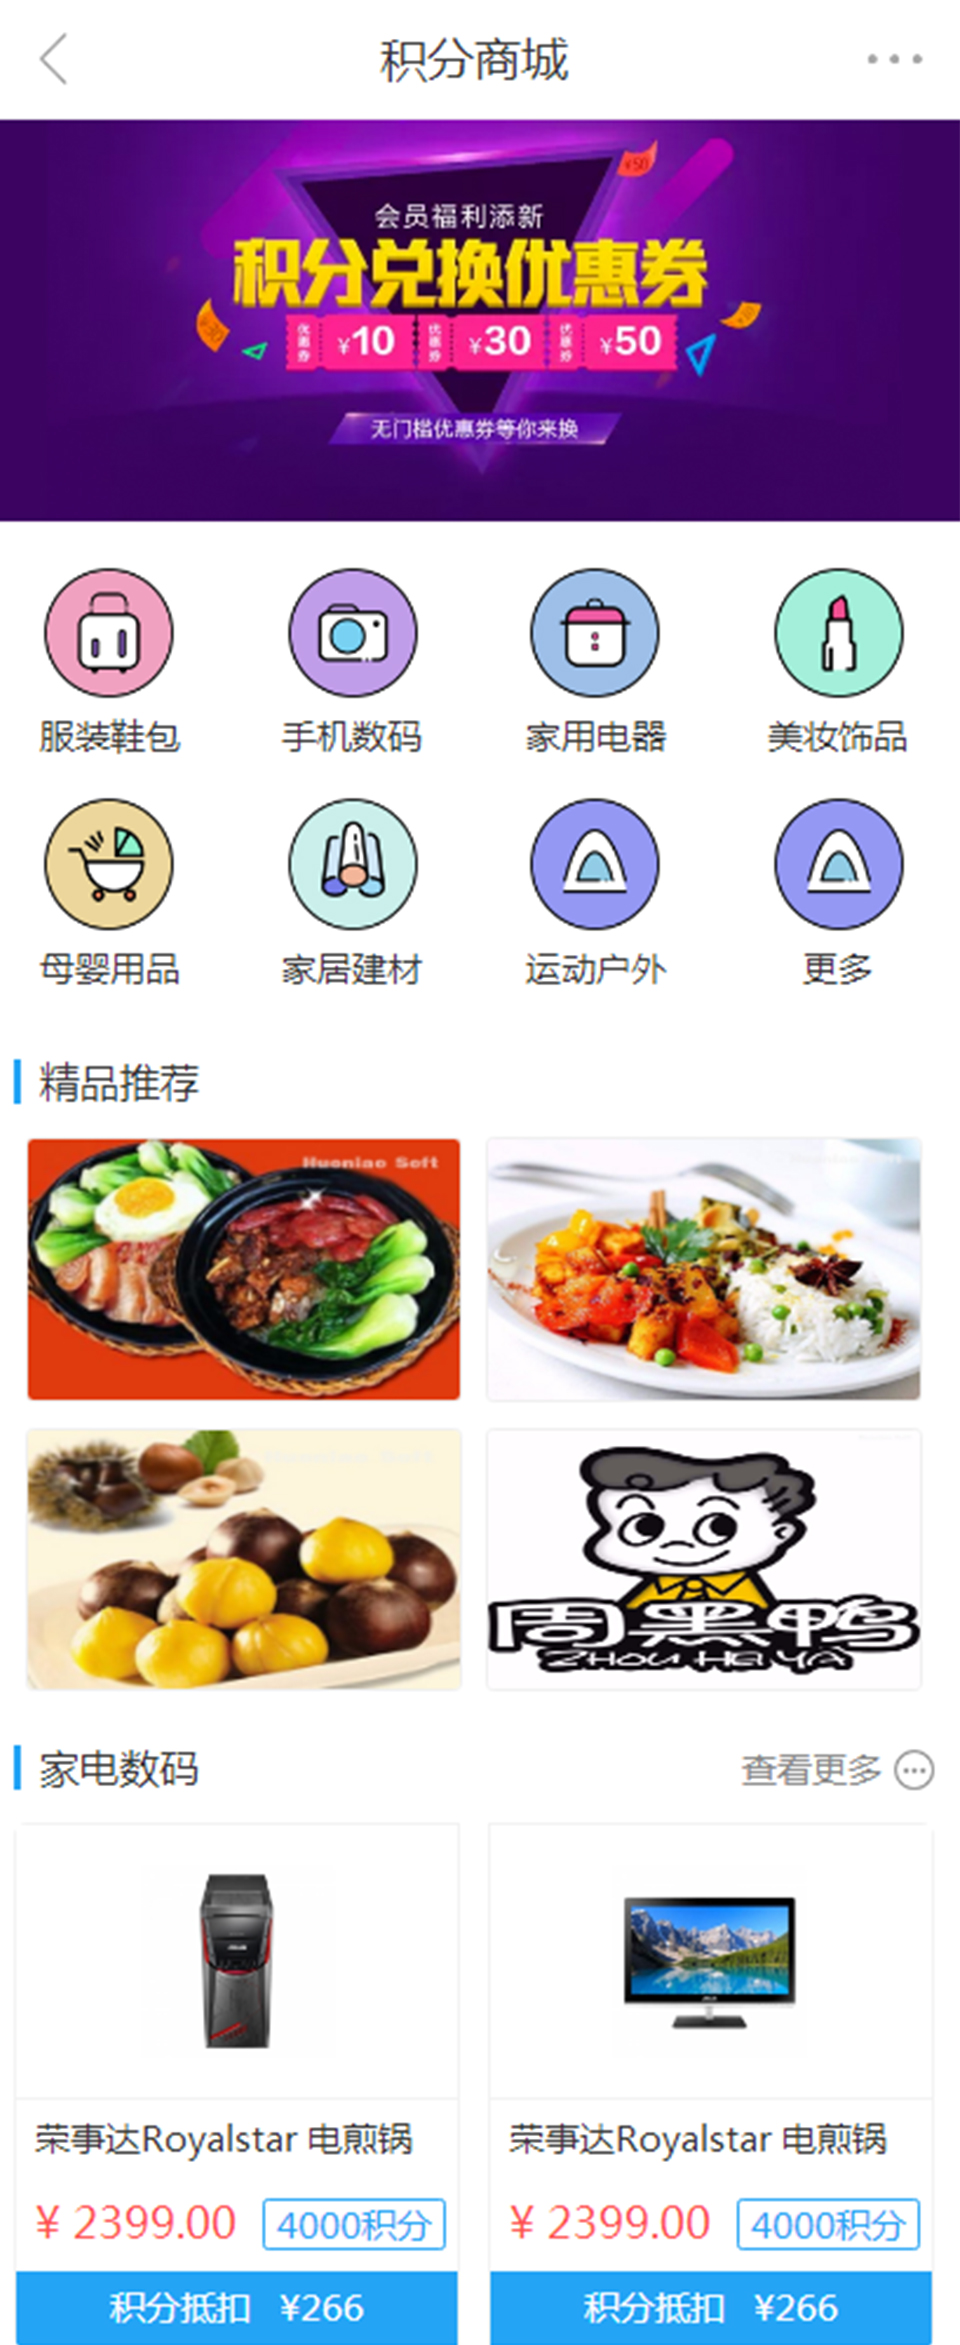 积分商城
¥50
会员福利添新
积分兑换优惠券
优惠券 ¥10 优惠券 ¥30 优惠券 ¥50
无门槛优惠券等你来换
服装鞋包 手机数码 家用电器 美妆饰品
母婴用品 家居建材 运动户外 更多
精品推荐
Huoniao Soft
周黑鸭
ZHOU HEI YA
家电数码 查看更多
荣事达Royalstar 电煎锅 荣事达Royalstar 电煎锅
¥ 2399.00 4000积分 ¥ 2399.00 4000积分
积分抵扣 ¥266 积分抵扣 ¥266